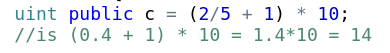 uint public c = (2/5 + 1) * 10;
//is (0.4 + 1) * 10 = 1.4*10 = 14